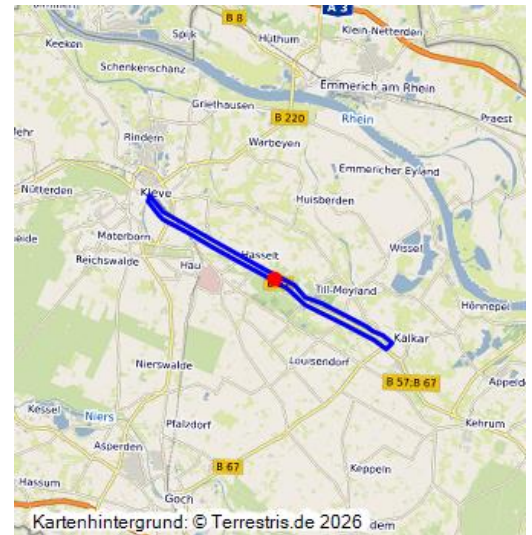 A 3
B 8
Spijk
Hüthum
Klein-Netterden
Keeken
Schenkenschanz
Emmerich am Rhein
Griethausen
B 220
Rhein
Praest
Rindern
Warbeyen
Emmericher Eyland
Nütterden
Kleve
Huisberden
Materborn
Wissel
Reichswalde
Hasselt
Hau
Till-Moyland
Hönnepel
Kalkar
Louisendorf
Nierswalde
B 57;B 67
Appelde
Kessel
Niers
Pfalzdorf
Kehrum
Asperden
B 67
Keppeln
Hassum
Goch
Kartenhintergrund: © Terrestris.de 2026
dem